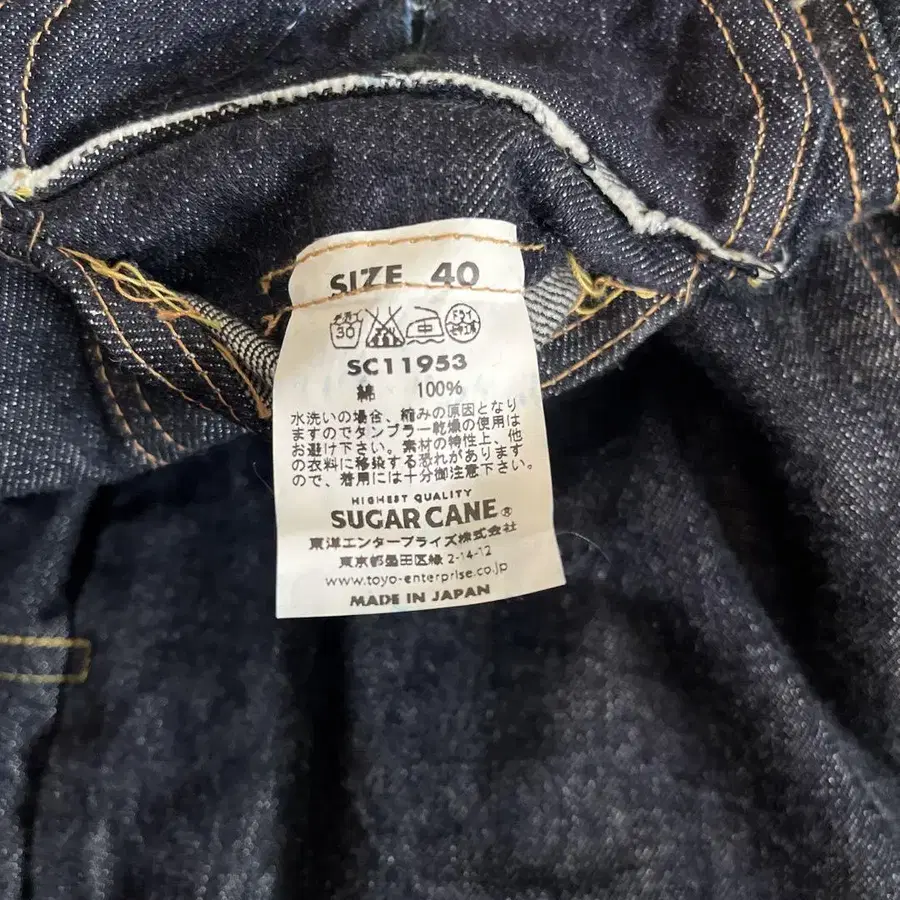 SIZE 40
30 中 ドライ
SC11953
綿 100%
水洗いの場合、縮みの原因となり
ますのでタンブラー乾燥の使用は
お避け下さい。素材の特性上、他
の衣料に移染する恐れがあります
ので、着用には十分御注意下さい。
HIGHEST QUALITY
SUGAR CANE®
東洋エンタープライズ株式会社
東京都墨田区緑 2-14-12
www.toyo-enterprise.co.jp
MADE IN JAPAN